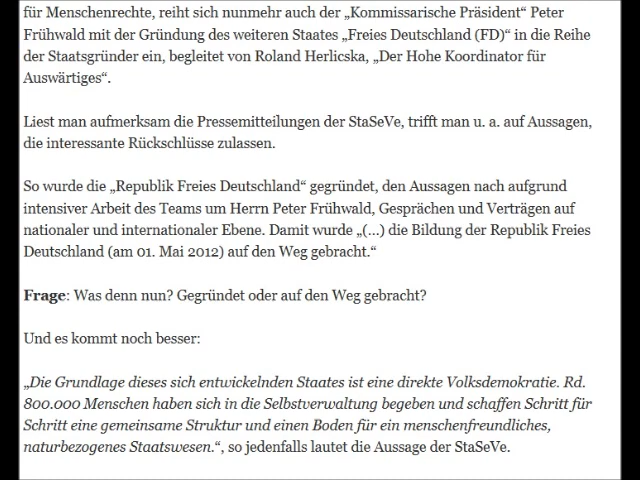 für Menschenrechte, reiht sich nunmehr auch der „Kommissarische Präsident“ Peter
Frühwald mit der Gründung des weiteren Staates „Freies Deutschland (FD)“ in die Reihe
der Staatsgründer ein, begleitet von Roland Herlicska, „Der Hohe Koordinator für
Auswärtiges“.
Liest man aufmerksam die Pressemitteilungen der StaSeVe, trifft man u. a. auf Aussagen,
die interessante Rückschlüsse zulassen.
So wurde die „Republik Freies Deutschland“ gegründet, den Aussagen nach aufgrund
intensiver Arbeit des Teams um Herrn Peter Frühwald, Gesprächen und Verträgen auf
nationaler und internationaler Ebene. Damit wurde „(…) die Bildung der Republik Freies
Deutschland (am 01. Mai 2012) auf den Weg gebracht.“
Frage: Was denn nun? Gegründet oder auf den Weg gebracht?
Und es kommt noch besser:
„Die Grundlage dieses sich entwickelnden Staates ist eine direkte Volksdemokratie. Rd.
800.000 Menschen haben sich in die Selbstverwaltung begeben und schaffen Schritt für
Schritt eine gemeinsame Struktur und einen Boden für ein menschenfreundliches,
naturbezogenes Staatswesen.“, so jedenfalls lautet die Aussage der StaSeVe.